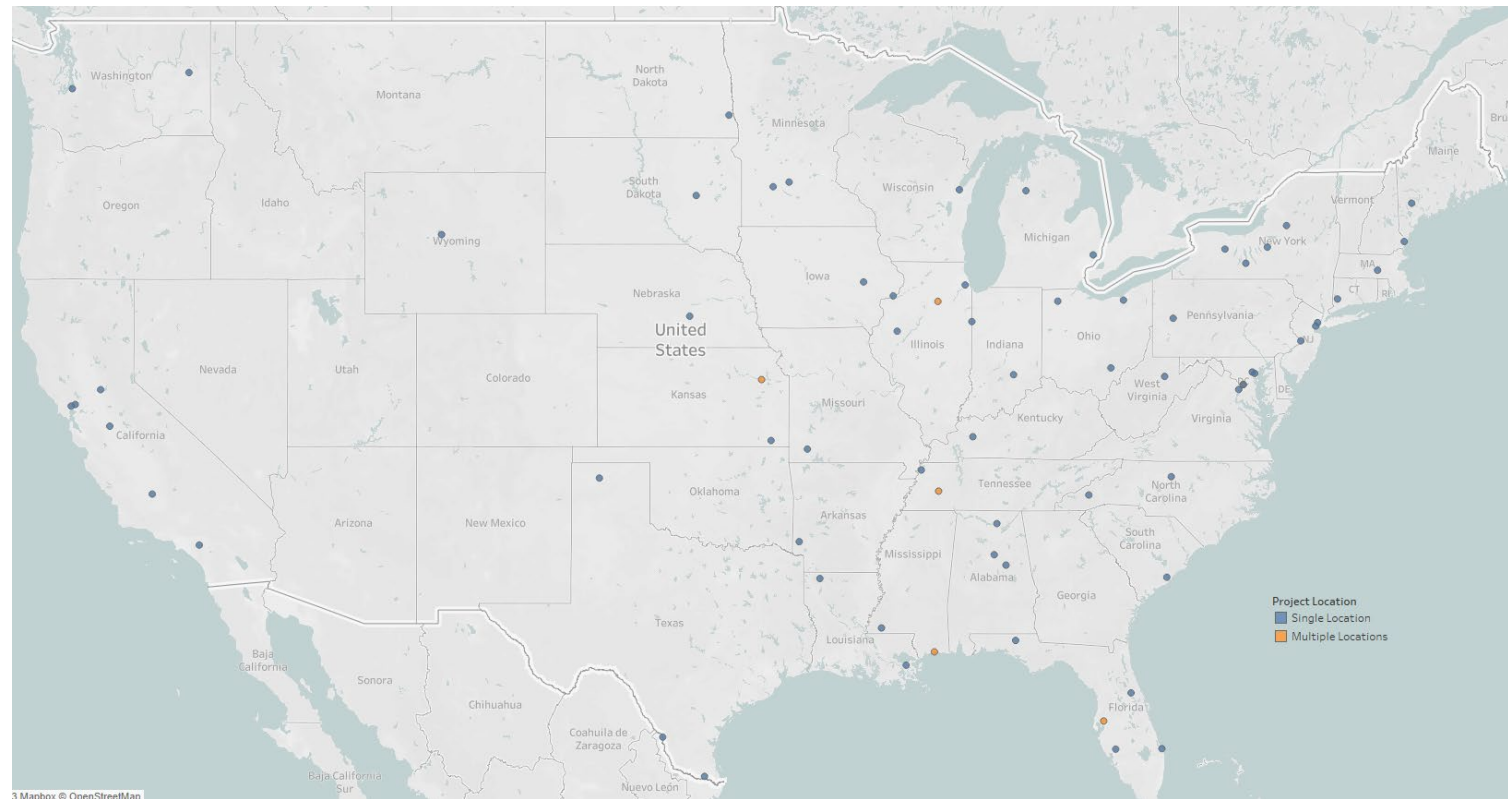 Washington
Montana
North
Dakota
Minnesota
Bru
Maine
Oregon
Idaho
South
Dakota
Wisconsin
Vermont
Wyoming
Michigan
New York
Iowa
MA
CT
RI
Nebraska
United
States
Pennsylvania
Nevada
Utah
Colorado
Kansas
Illinois
Indiana
Ohio
NJ
DE
West
Virginia
Missouri
Kentucky
Virginia
California
Oklahoma
Tennessee
North
Carolina
Arizona
New Mexico
Arkansas
South
Carolina
Mississippi
Alabama
Georgia
Texas
Louisiana
Project Location
Single Location
Multiple Locations
Baja
California
Sonora
Chihuahua
Florida
Coahuila de
Zaragoza
Baja California
Sur
Nuevo León
3 Mapbox © OpenStreetMap